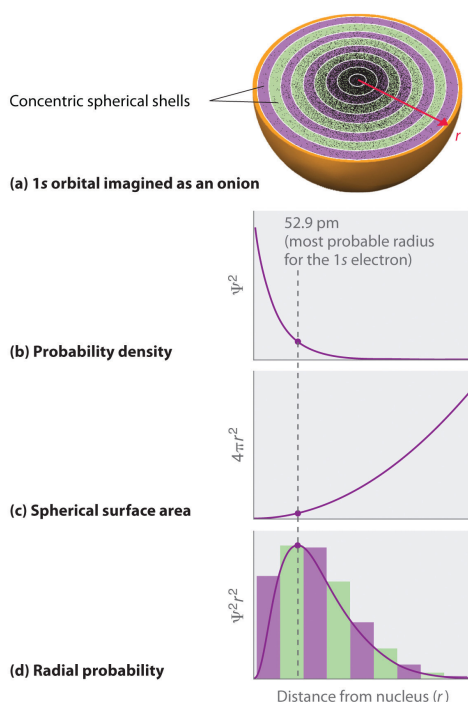 Concentric spherical shells
r
(a) 1s orbital imagined as an onion
52.9 pm
(most probable radius
for the 1s electron)
Ψ²
(b) Probability density
4πr²
(c) Spherical surface area
Ψ²r²
(d) Radial probability
Distance from nucleus (r)